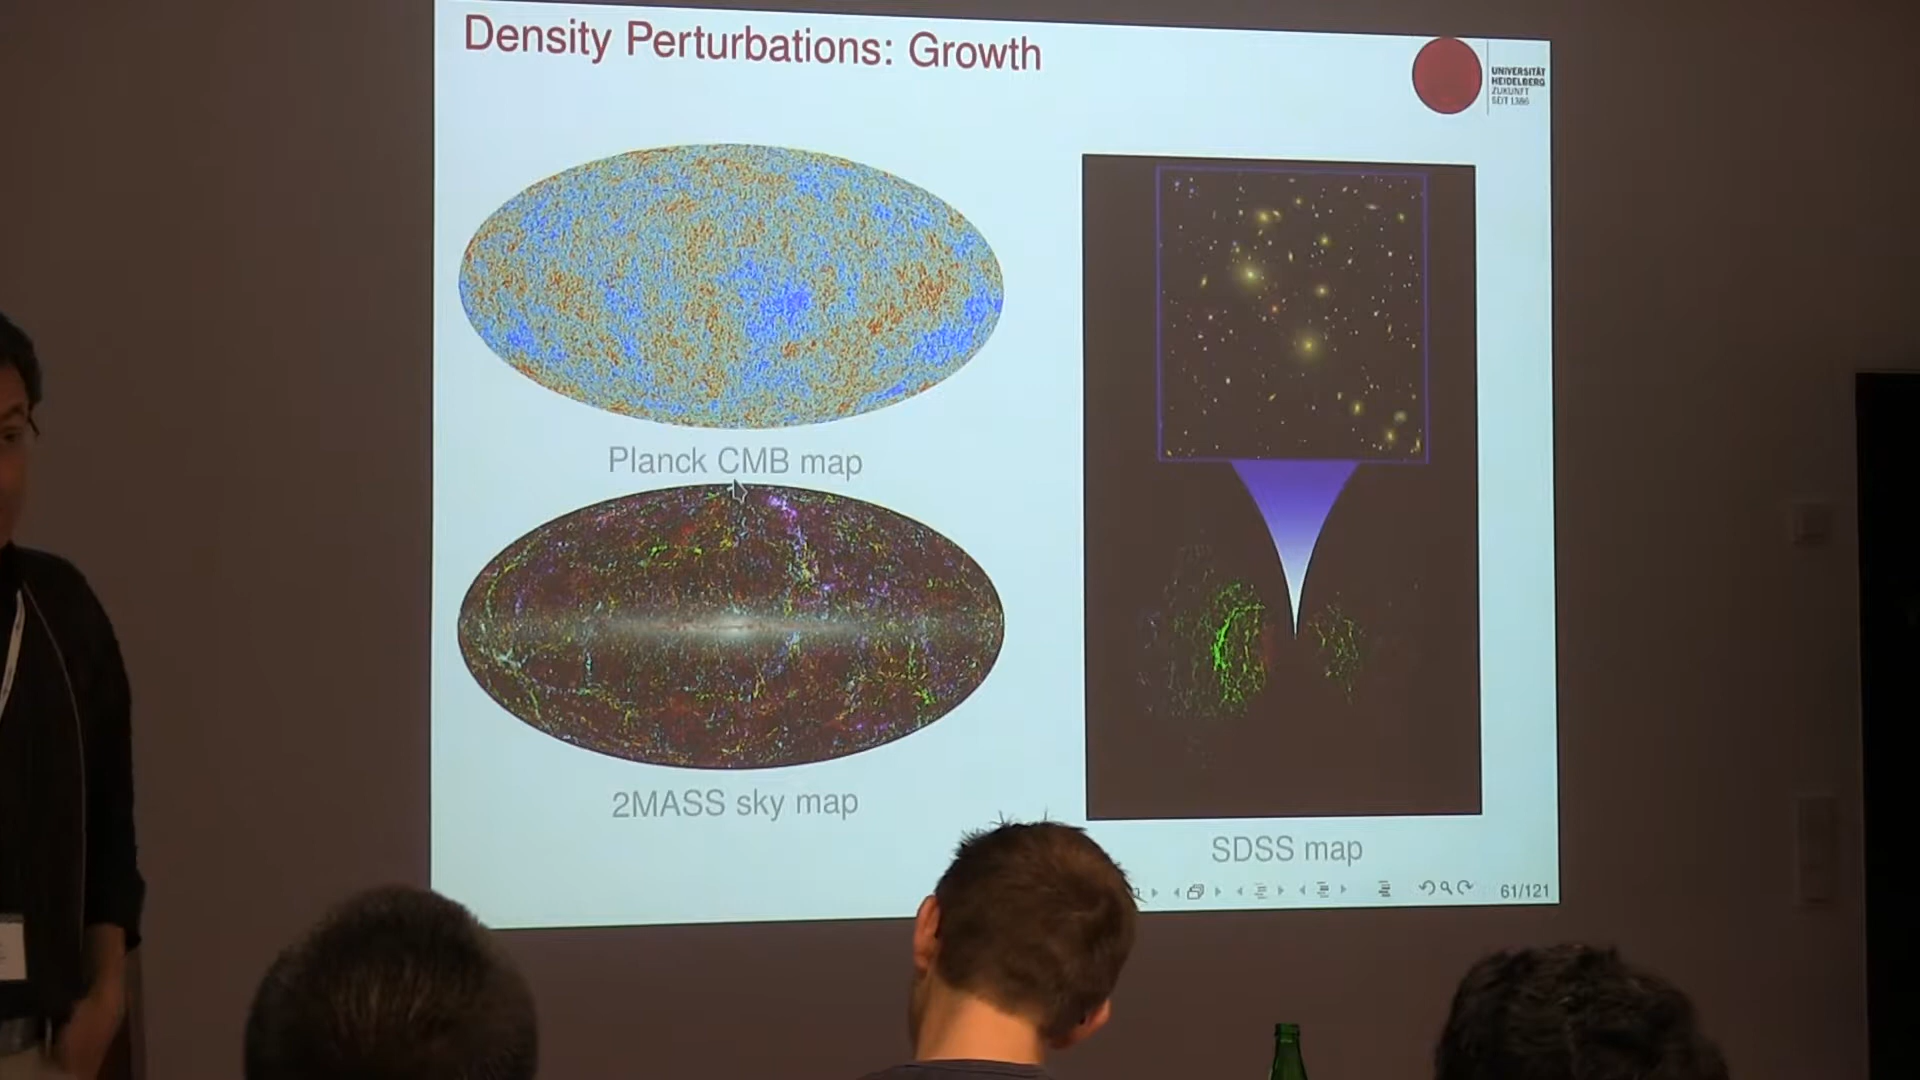 Density Perturbations: Growth
UNIVERSITÄT
HEIDELBERG
ZUKUNFT
SEIT 1386
Planck CMB map
2MASS sky map
SDSS map
61/121